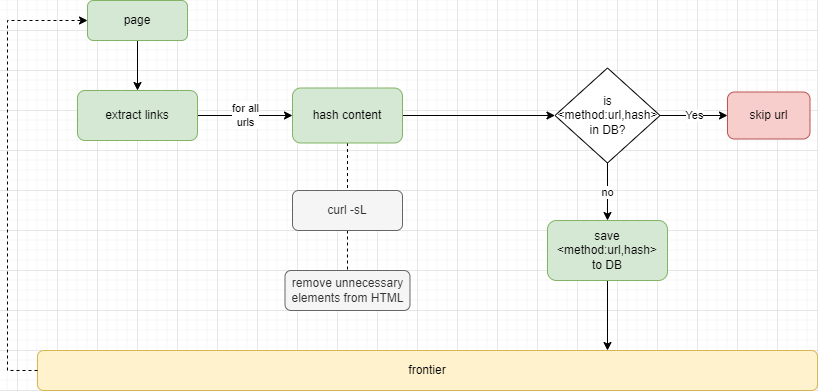 page
extract links
for all
urls
hash content
is
<method:url,hash>
in DB?
Yes
skip url
curl -sL
no
save
<method:url,hash>
to DB
remove unnecessary
elements from HTML
frontier